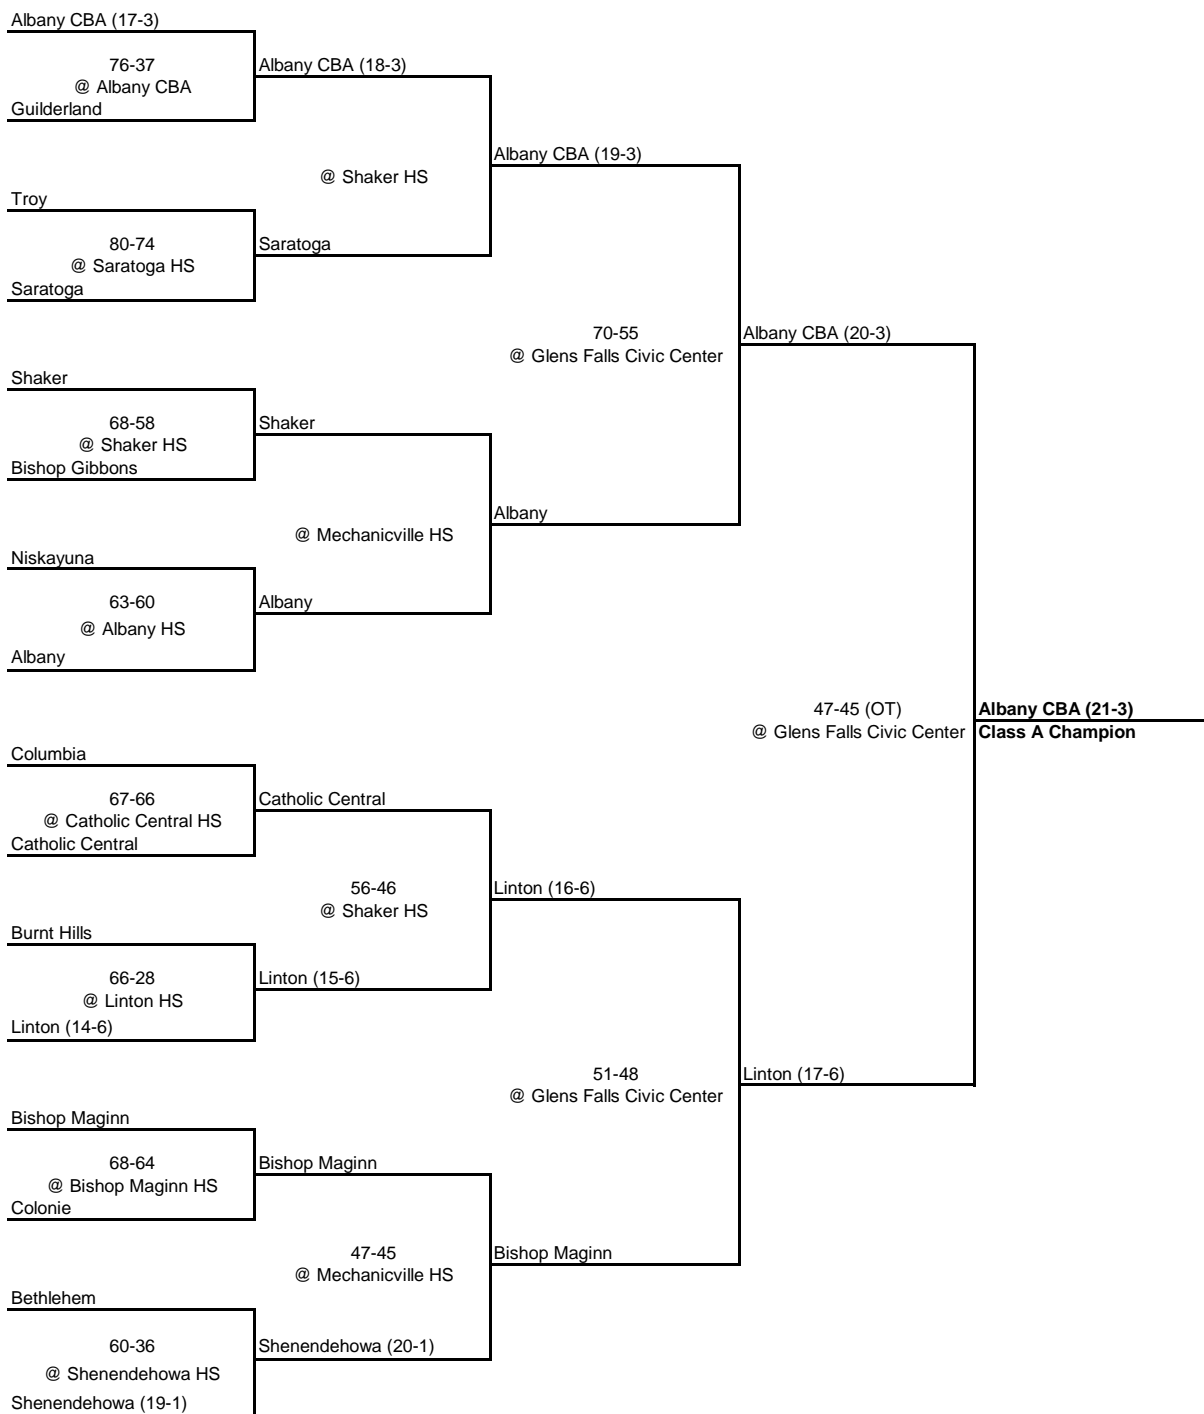 Albany CBA (17-3)
76-37
@ Albany CBA
Guilderland
Albany CBA (18-3)
@ Shaker HS
Albany CBA (19-3)
Troy
80-74
@ Saratoga HS
Saratoga
Saratoga
70-55
@ Glens Falls Civic Center
Albany CBA (20-3)
Shaker
68-58
@ Shaker HS
Bishop Gibbons
Shaker
@ Mechanicville HS
Albany
Niskayuna
63-60
@ Albany HS
Albany
Albany
47-45 (OT)
@ Glens Falls Civic Center
Albany CBA (21-3)
Class A Champion
Columbia
67-66
@ Catholic Central HS
Catholic Central
Catholic Central
56-46
@ Shaker HS
Linton (16-6)
Burnt Hills
66-28
@ Linton HS
Linton (14-6)
Linton (15-6)
51-48
@ Glens Falls Civic Center
Linton (17-6)
Bishop Maginn
68-64
@ Bishop Maginn HS
Colonie
Bishop Maginn
47-45
@ Mechanicville HS
Bishop Maginn
Bethlehem
60-36
@ Shenendehowa HS
Shenendehowa (19-1)
Shenendehowa (20-1)